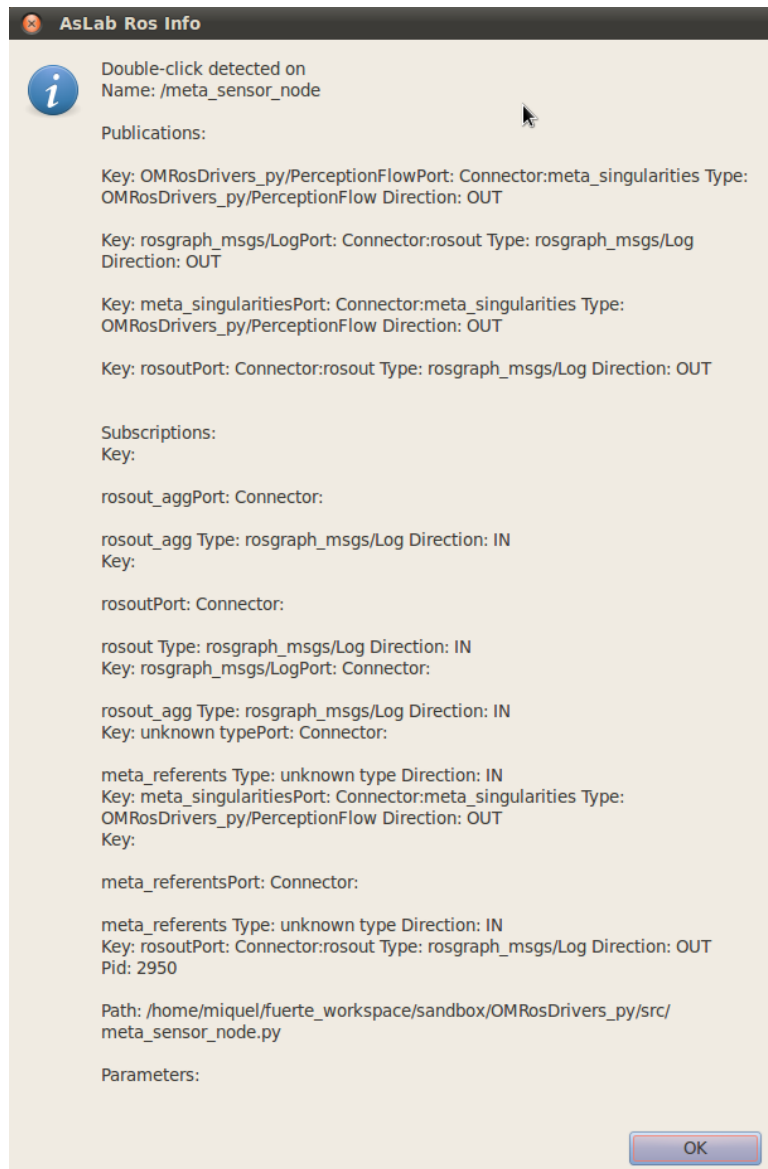 AsLab Ros Info
Double-click detected on
Name: /meta_sensor_node
Publications:
Key: OMRosDrivers_py/PerceptionFlowPort: Connector:meta_singularities Type:
OMRosDrivers_py/PerceptionFlow Direction: OUT
Key: rosgraph_msgs/LogPort: Connector:rosout Type: rosgraph_msgs/Log
Direction: OUT
Key: meta_singularitiesPort: Connector:meta_singularities Type:
OMRosDrivers_py/PerceptionFlow Direction: OUT
Key: rosoutPort: Connector:rosout Type: rosgraph_msgs/Log Direction: OUT
Subscriptions:
Key:
rosout_aggPort: Connector:
rosout_agg Type: rosgraph_msgs/Log Direction: IN
Key:
rosoutPort: Connector:
rosout Type: rosgraph_msgs/Log Direction: IN
Key: rosgraph_msgs/LogPort: Connector:
rosout_agg Type: rosgraph_msgs/Log Direction: IN
Key: unknown typePort: Connector:
meta_referents Type: unknown type Direction: IN
Key: meta_singularitiesPort: Connector:meta_singularities Type:
OMRosDrivers_py/PerceptionFlow Direction: OUT
Key:
meta_referentsPort: Connector:
meta_referents Type: unknown type Direction: IN
Key: rosoutPort: Connector:rosout Type: rosgraph_msgs/Log Direction: OUT
Pid: 2950
Path: /home/miquel/fuerte_workspace/sandbox/OMRosDrivers_py/src/
meta_sensor_node.py
Parameters:
OK